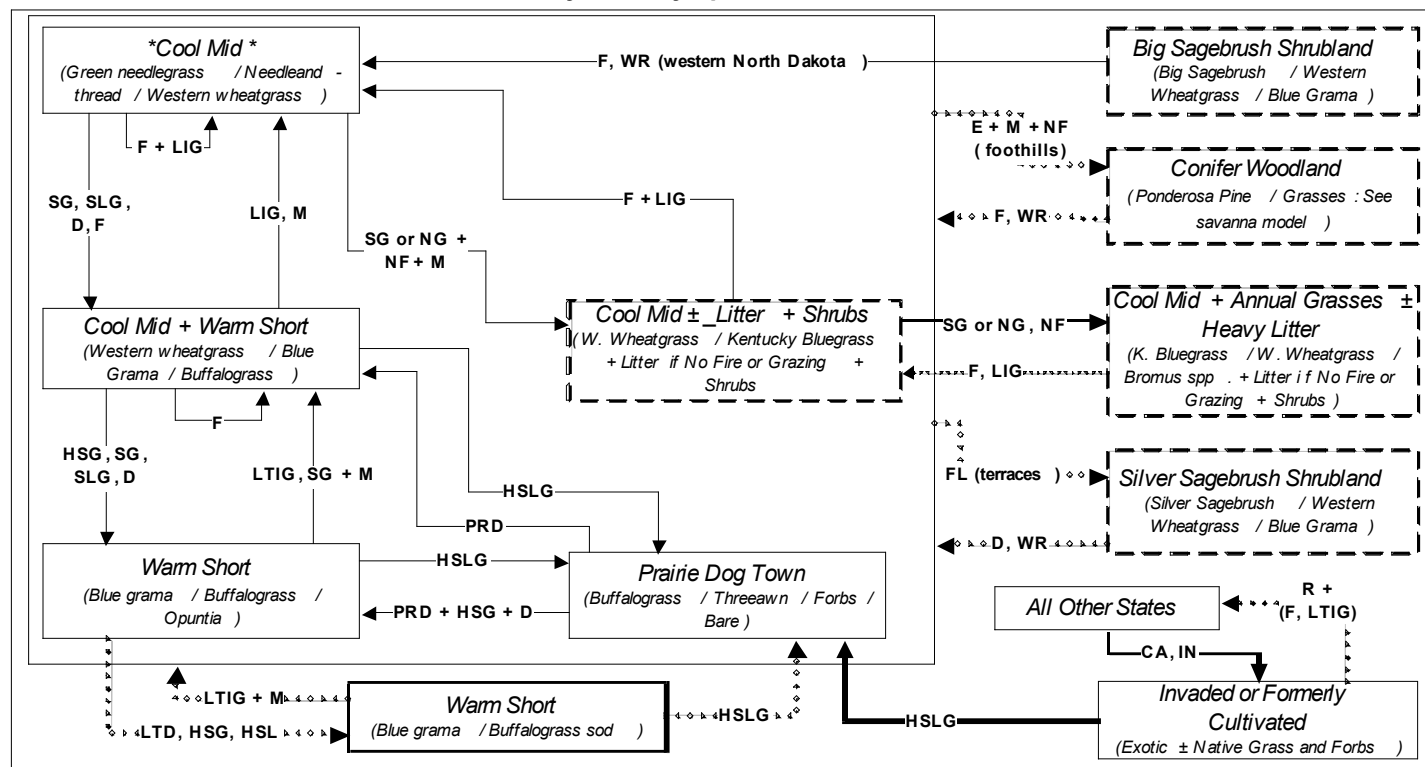 *Cool Mid *
(Green needlegrass / Needleand -
thread / Western wheatgrass )
F + LIG
SG, SLG ,
D, F
LIG, M
F, WR (western North Dakota )
F + LIG
SG or NG +
NF + M
Big Sagebrush Shrubland
(Big Sagebrush / Western
Wheatgrass / Blue Grama )
E + M + NF
( foothills)
Conifer Woodland
(Ponderosa Pine / Grasses : See
savanna model )
F, WR
Cool Mid + Warm Short
(Western wheatgrass / Blue
Grama / Buffalograss )
F
Cool Mid ±_Litter + Shrubs
(W. Wheatgrass / Kentucky Bluegrass
+ Litter if No Fire or Grazing +
Shrubs
SG or NG , NF
F, LIG
Cool Mid + Annual Grasses ±
Heavy Litter
(K. Bluegrass / W. Wheatgrass /
Bromus spp . + Litter i f No Fire or
Grazing + Shrubs )
HSG, SG,
SLG, D
LTIG, SG + M
HSLG
PRD
FL (terraces )
Silver Sagebrush Shrubland
(Silver Sagebrush / Western
Wheatgrass / Blue Grama )
D, WR
Warm Short
(Blue grama / Buffalograss /
Opuntia )
HSLG
PRD + HSG + D
Prairie Dog Town
(Buffalograss / Threeawn / Forbs /
Bare )
All Other States
R +
(F, LTIG)
CA, IN
LTIG + M
LTD, HSG, HSL
Warm Short
(Blue grama / Buffalograss sod )
HSLG
HSLG
Invaded or Formerly
Cultivated
(Exotic ± Native Grass and Forbs )